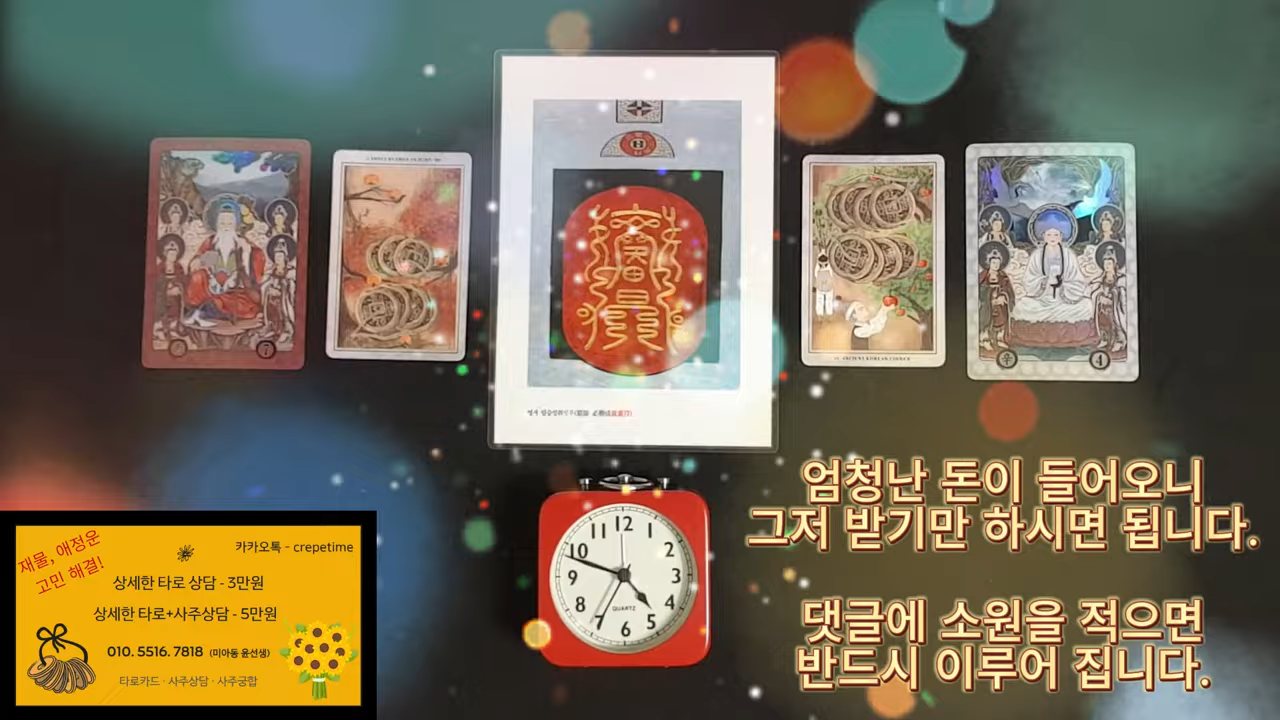 엄청난 돈이 들어오니
그저 받기만 하시면 됩니다.
댓글에 소원을 적으면
반드시 이루어 집니다.
재물, 애정운
고민 해결!
카카오톡 - crepetime
상세한 타로 상담 - 3만원
상세한 타로+사주상담 - 5만원
010. 5516. 7818 (미아동 윤선생)
타로카드 · 사주상담 · 사주궁합
7
辛 4
12
11 1
10 2
9 3
8 4
7 5
6
QUARTZ